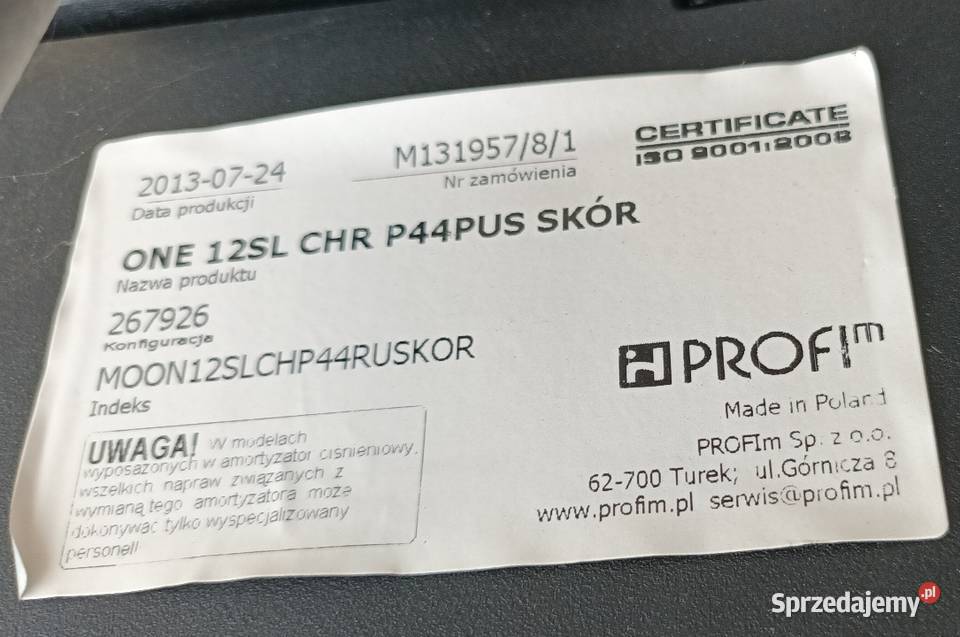 2013-07-24
Data produkcji
M131957/8/1
Nr zamówienia
CERTIFICATE
ISO 9001:2008
ONE 12SL CHR P44PUS SKÓR
Nazwa produktu
267926
Konfiguracja
MOON12SLCHP44RUSKOR
Indeks
UWAGA! W modelach
wyposażonych w amortyzator ciśnieniowy,
wszelkich napraw związanych z
wymianą tego amortyzatora może
dokonywać tylko wyspecjalizowany
personel!
PROFIm
Made in Poland
PROFIm Sp. z o.o.
62-700 Turek; ul.Górnicza 8
www.profim.pl serwis@profim.pl
Sprzedajemy.pl